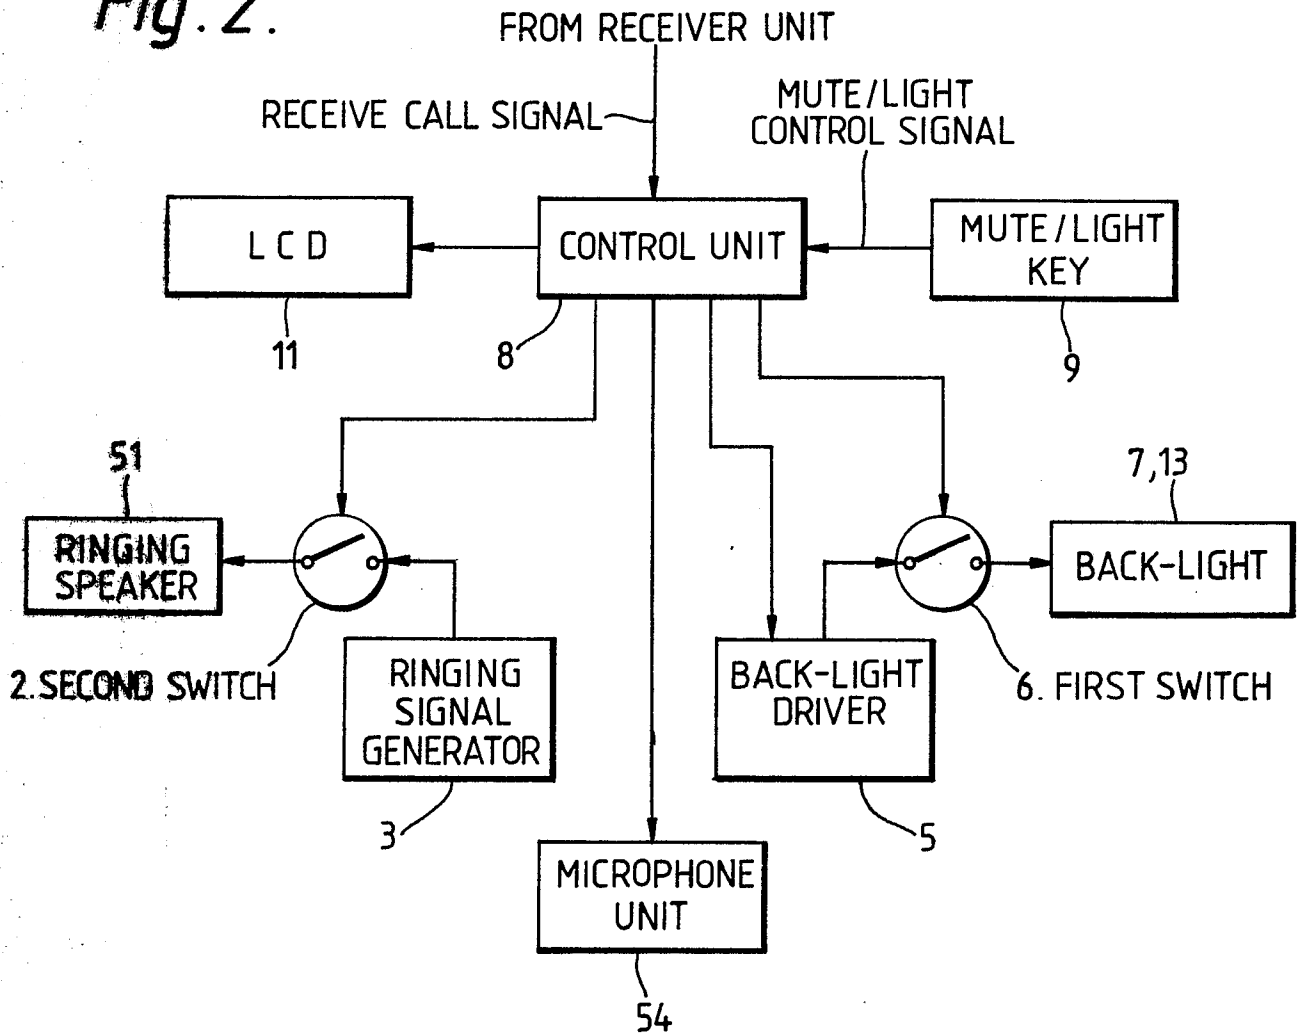 Fig. 2.
FROM RECEIVER UNIT
RECEIVE CALL SIGNAL
MUTE/LIGHT
CONTROL SIGNAL
LCD
CONTROL UNIT
MUTE/LIGHT
KEY
11
8
9
51
7,13
RINGING
SPEAKER
BACK-LIGHT
2. SECOND SWITCH
RINGING
SIGNAL
GENERATOR
BACK-LIGHT
DRIVER
6. FIRST SWITCH
3
5
MICROPHONE
UNIT
54